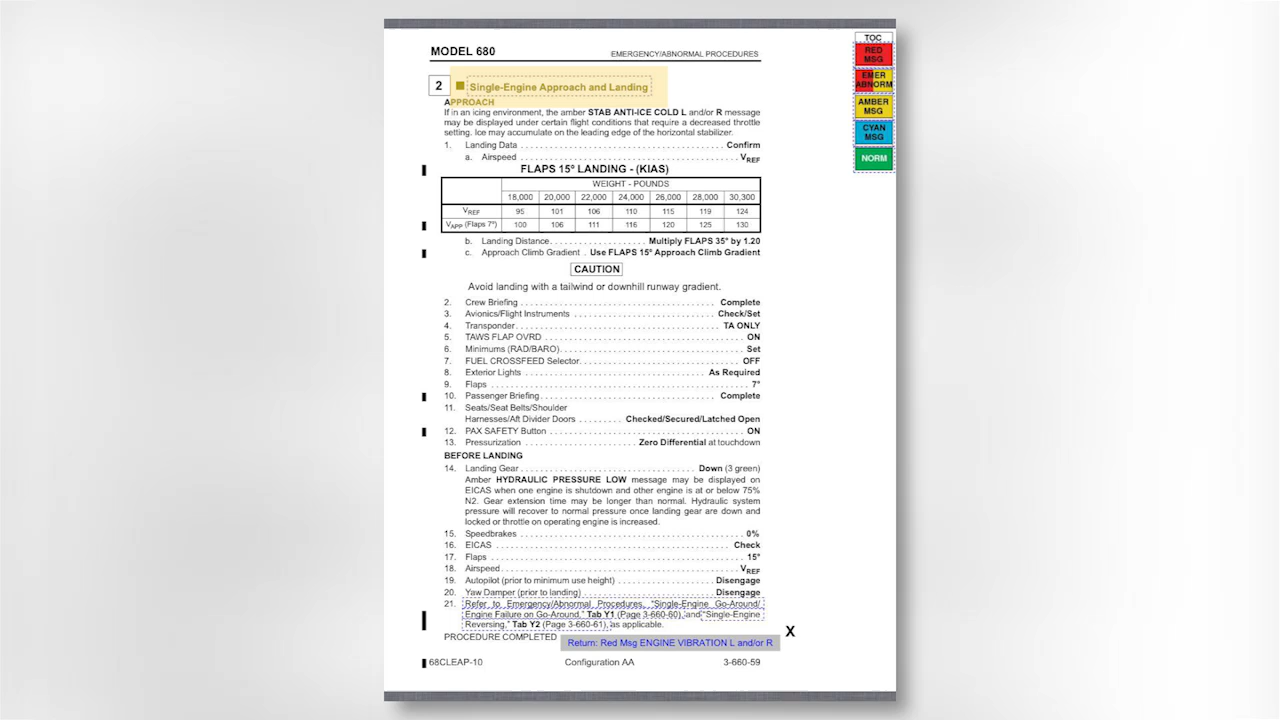 MODEL 680
EMERGENCY/ABNORMAL PROCEDURES
TOC
RED
MSG
EMER
ABNORM
AMBER
MSG
CYAN
MSG
NORM
2 Single-Engine Approach and Landing
APPROACH
If in an icing environment, the amber STAB ANTI-ICE COLD L and/or R message
may be displayed under certain flight conditions that require a decreased throttle
setting. Ice may accumulate on the leading edge of the horizontal stabilizer.
1. Landing Data . . . . . . . . . . . . . . . . . . . . Confirm
a. Airspeed . . . . . . . . . . . . . . . . . . . . VREF
FLAPS 15° LANDING - (KIAS)
WEIGHT - POUNDS
18,000 20,000 22,000 24,000 26,000 28,000 30,300
VREF 95 101 106 110 115 119 124
VAPP (Flaps 7°) 100 106 111 116 120 125 130
b. Landing Distance . . . . . . . . . . . . . . . . . . . . Multiply FLAPS 35° by 1.20
c. Approach Climb Gradient . Use FLAPS 15° Approach Climb Gradient
CAUTION
Avoid landing with a tailwind or downhill runway gradient.
2. Crew Briefing . . . . . . . . . . . . . . . . . . . . Complete
3. Avionics/Flight Instruments . . . . . . . . . . . . . . . . . . . . Check/Set
4. Transponder . . . . . . . . . . . . . . . . . . . . TA ONLY
5. TAWS FLAP OVRD . . . . . . . . . . . . . . . . . . . . ON
6. Minimums (RAD/BARO) . . . . . . . . . . . . . . . . . . . . Set
7. FUEL CROSSFEED Selector . . . . . . . . . . . . . . . . . . . . OFF
8. Exterior Lights . . . . . . . . . . . . . . . . . . . . As Required
9. Flaps . . . . . . . . . . . . . . . . . . . . 7°
10. Passenger Briefing . . . . . . . . . . . . . . . . . . . . Complete
11. Seats/Seat Belts/Shoulder
Harnesses/Aft Divider Doors . . . . . . . . . Checked/Secured/Latched Open
12. PAX SAFETY Button . . . . . . . . . . . . . . . . . . . . ON
13. Pressurization . . . . . . . . . . . . . . . . . . . . Zero Differential at touchdown
BEFORE LANDING
14. Landing Gear . . . . . . . . . . . . . . . . . . . . Down (3 green)
Amber HYDRAULIC PRESSURE LOW message may be displayed on
EICAS when one engine is shutdown and other engine is at or below 75%
N2. Gear extension time may be longer than normal. Hydraulic system
pressure will recover to normal pressure once landing gear are down and
locked or throttle on operating engine is increased.
15. Speedbrakes . . . . . . . . . . . . . . . . . . . . 0%
16. EICAS . . . . . . . . . . . . . . . . . . . . Check
17. Flaps . . . . . . . . . . . . . . . . . . . . 15°
18. Airspeed . . . . . . . . . . . . . . . . . . . . VREF
19. Autopilot (prior to minimum use height) . . . . . . . . . . . . . . . . Disengage
20. Yaw Damper (prior to landing) . . . . . . . . . . . . . . . . . . . . Disengage
21. Refer to Emergency/Abnormal Procedures, "Single-Engine Go-Around/
Engine Failure on Go-Around," Tab Y1 (Page 3-660-60), and "Single-Engine
Reversing," Tab Y2 (Page 3-660-61), as applicable.
PROCEDURE COMPLETED
Return: Red Msg ENGINE VIBRATION L and/or R
X
68CLEAP-10 Configuration AA 3-660-59